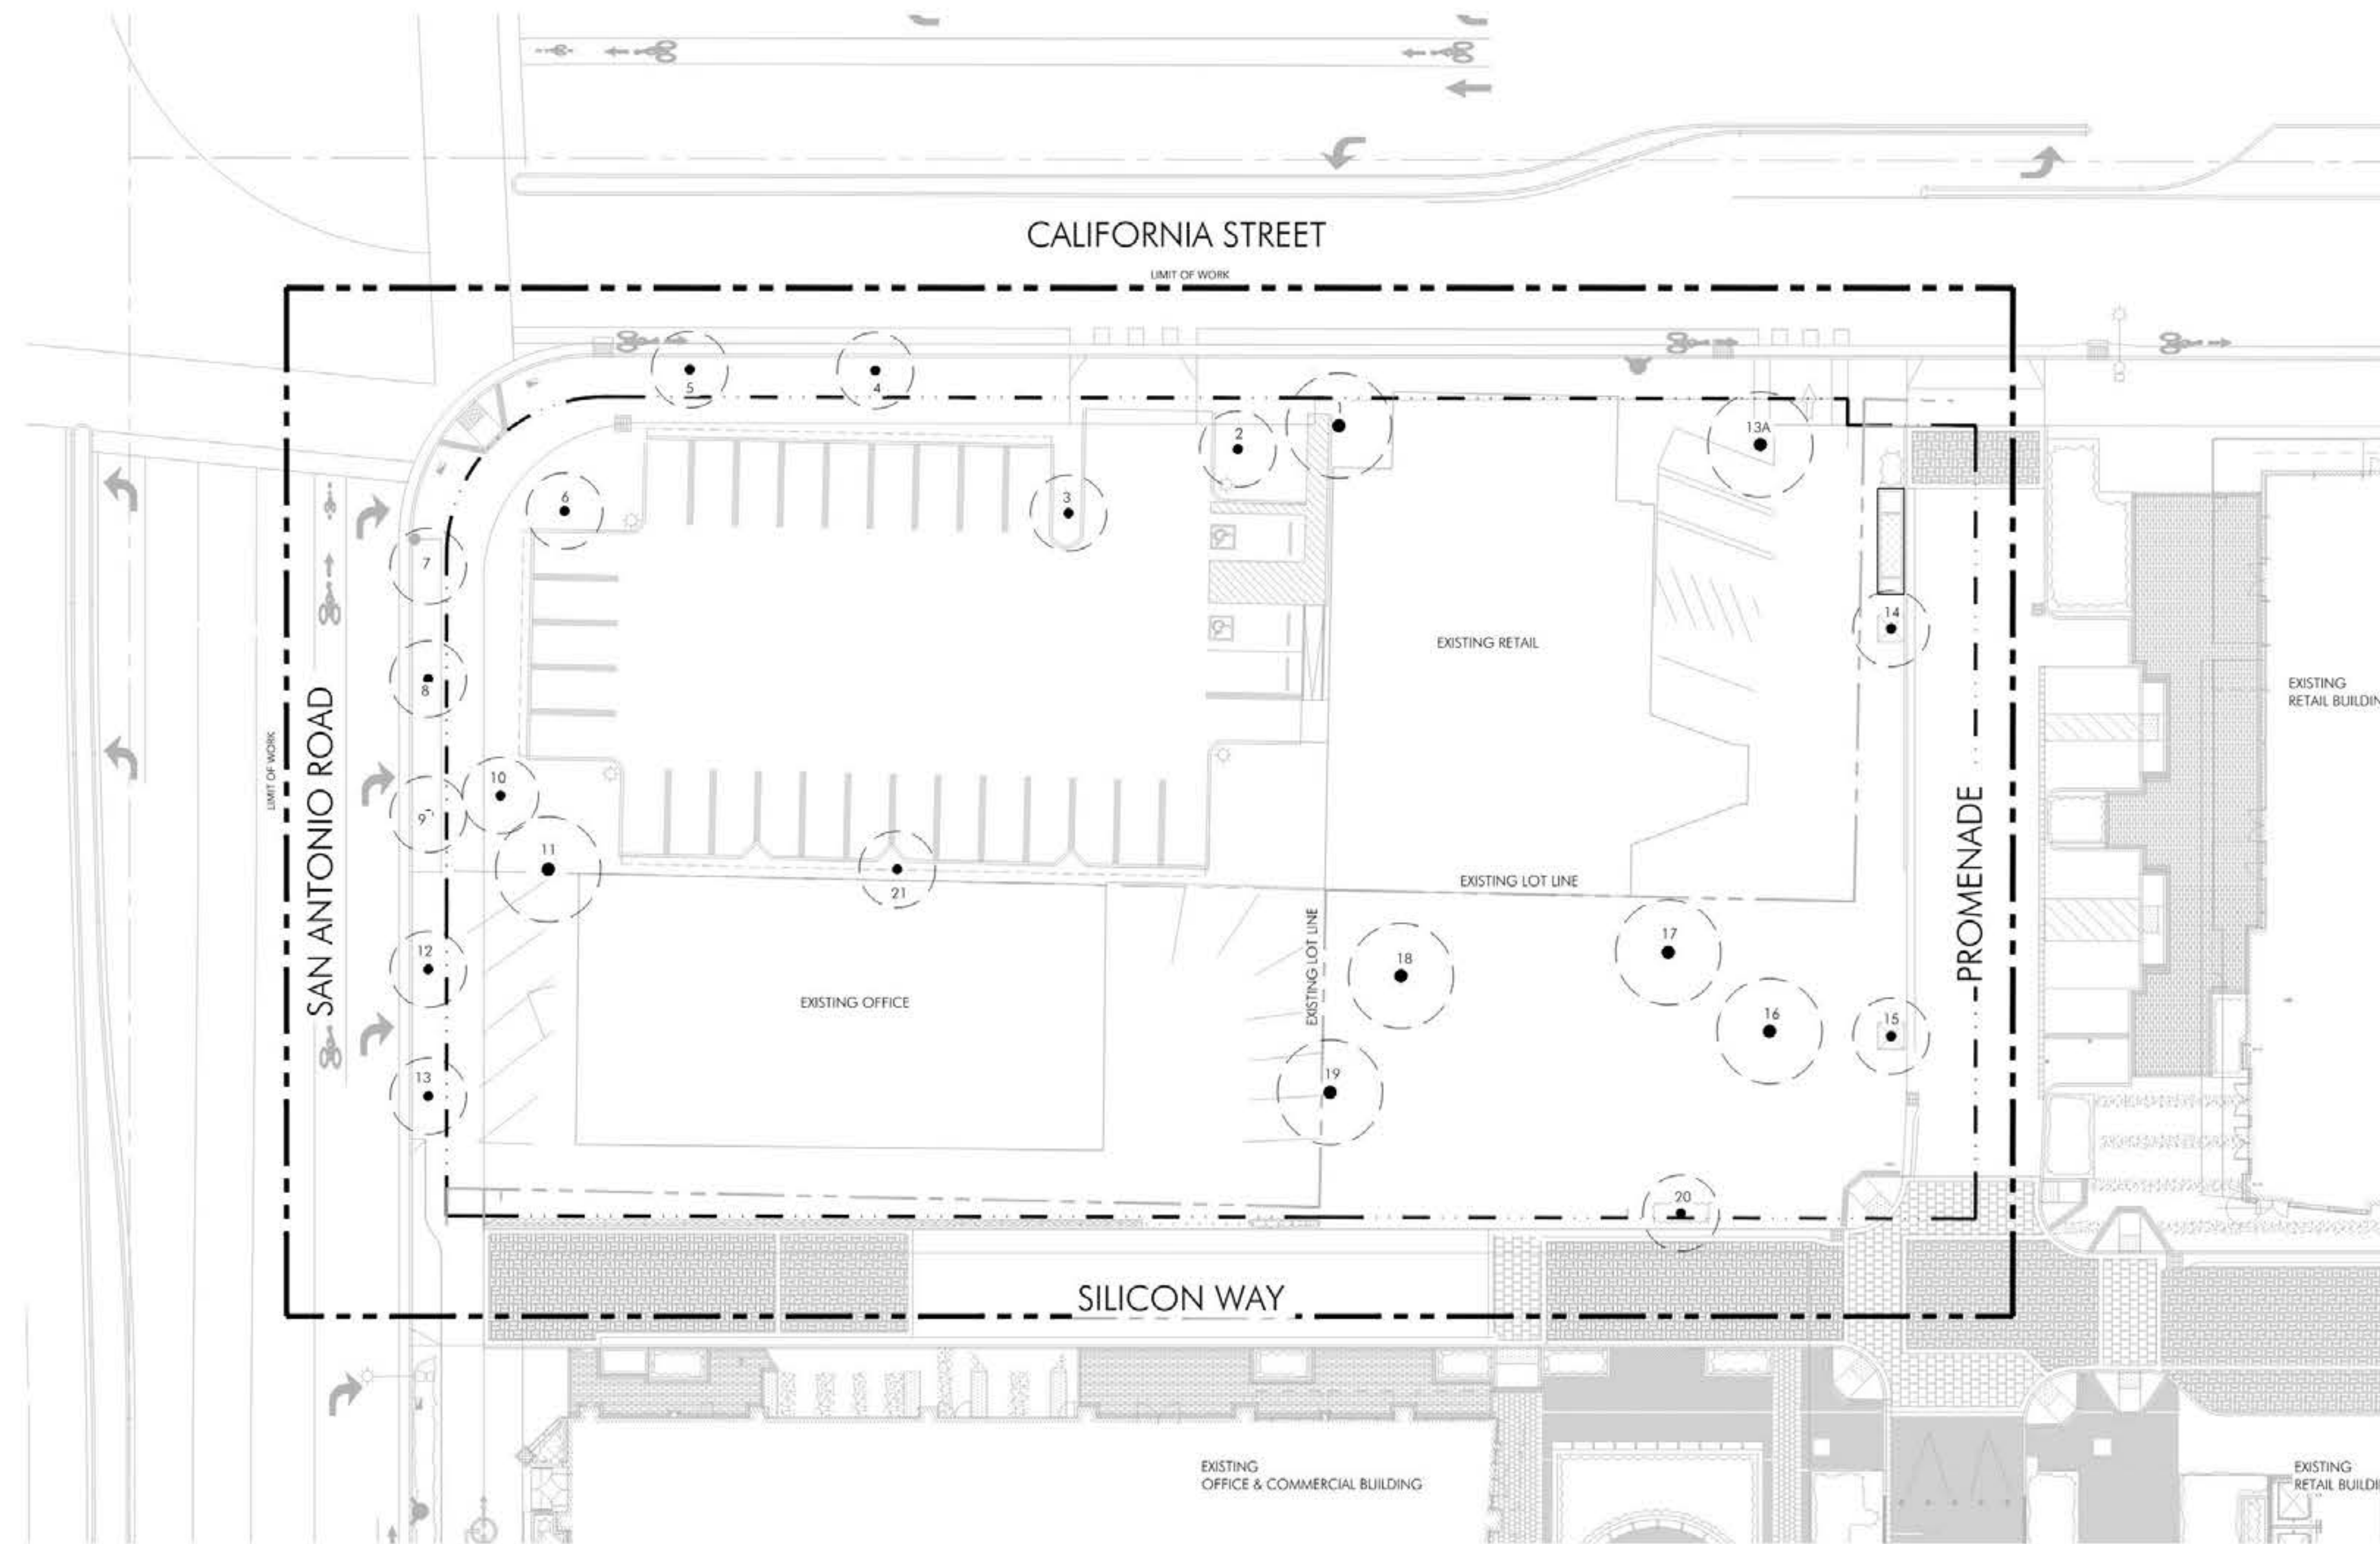 CALIFORNIA STREET
LIMIT OF WORK
5
4
1
2
13A
6
3
7
14
EXISTING RETAIL
8
EXISTING
RETAIL BUILDIN
LIMIT OF WORK
SAN ANTONIO ROAD
10
9
11
21
EXISTING LOT LINE
PROMENADE
EXISTING LOT LINE
12
17
18
EXISTING OFFICE
16
15
13
19
20
SILICON WAY
EXISTING
OFFICE & COMMERCIAL BUILDING
EXISTING
RETAIL BUILDI